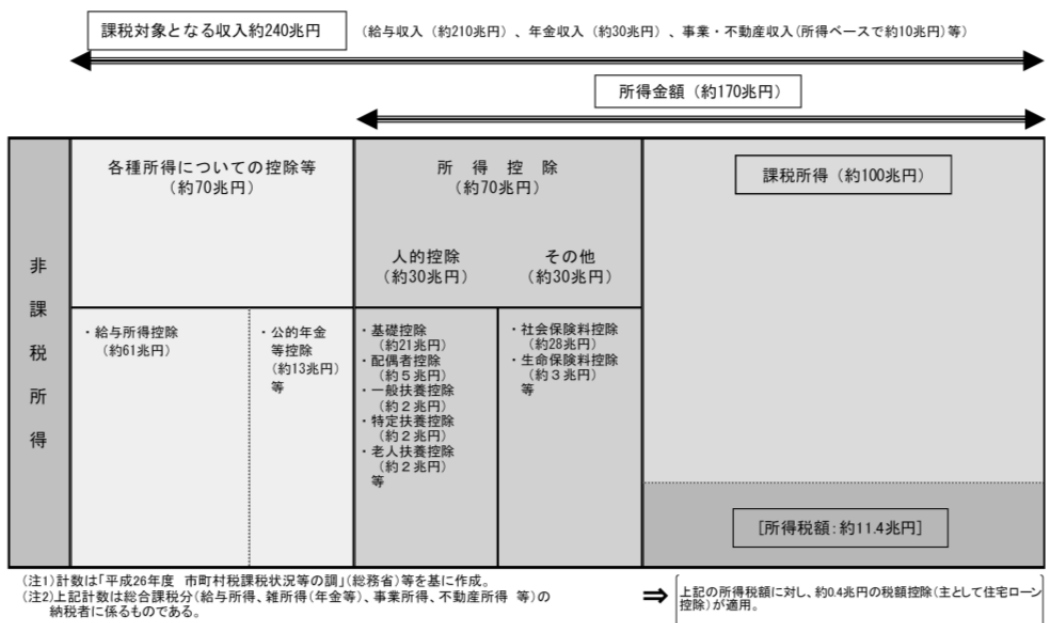 課税対象となる収入約240兆円
(給与収入(約210兆円)、年金収入(約30兆円)、事業・不動産収入(所得ベースで約10兆円)等)
所得金額(約170兆円)
非課税所得
各種所得についての控除等
(約70兆円)
・給与所得控除
(約61兆円)
・公的年金
等控除
(約13兆円)
等
所得控除
(約70兆円)
人的控除
(約30兆円)
その他
(約30兆円)
・基礎控除
(約21兆円)
・配偶者控除
(約5兆円)
・一般扶養控除
(約2兆円)
・特定扶養控除
(約2兆円)
・老人扶養控除
(約2兆円)
等
・社会保険料控除
(約28兆円)
・生命保険料控除
(約3兆円)
等
課税所得(約100兆円)
[所得税額:約11.4兆円]
(注1)計数は「平成26年度 市町村税課税状況等の調」(総務省)等を基に作成。
(注2)上記計数は総合課税分(給与所得、雑所得(年金等)、事業所得、不動産所得 等)の
納税者に係るものである。
⇒
上記の所得税額に対し、約0.4兆円の税額控除(主として住宅ローン
控除)が適用。